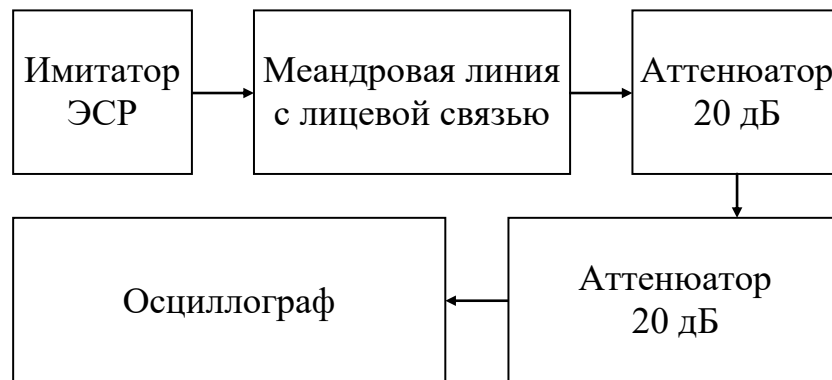 Имитатор
ЭСР
Меандровая линия
с лицевой связью
Аттенюатор
20 дБ
Осциллограф
Аттенюатор
20 дБ